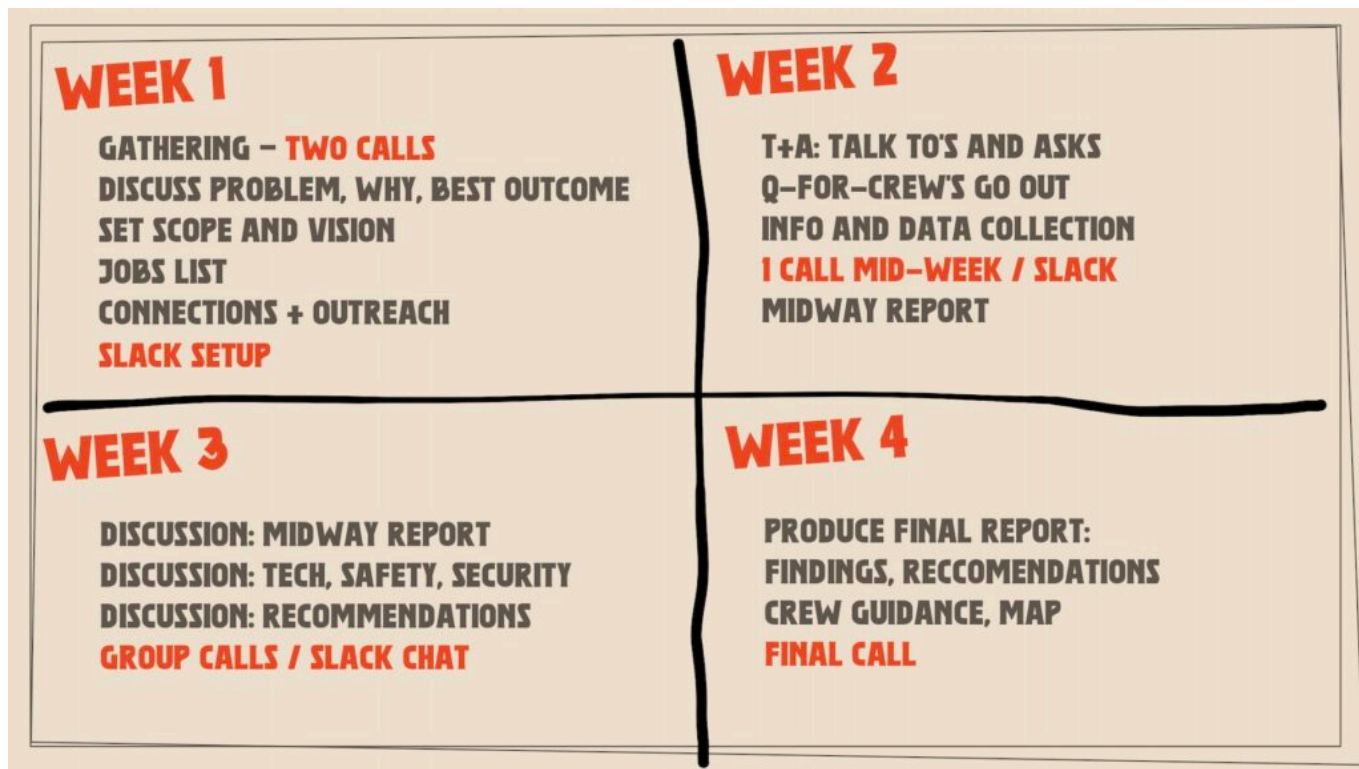 WEEK 1
GATHERING – TWO CALLS
DISCUSS PROBLEM, WHY, BEST OUTCOME
SET SCOPE AND VISION
JOBS LIST
CONNECTIONS + OUTREACH
SLACK SETUP
WEEK 2
T+A: TALK TO'S AND ASKS
Q-FOR-CREW'S GO OUT
INFO AND DATA COLLECTION
1 CALL MID-WEEK / SLACK
MIDWAY REPORT
WEEK 3
DISCUSSION: MIDWAY REPORT
DISCUSSION: TECH, SAFETY, SECURITY
DISCUSSION: RECOMMENDATIONS
GROUP CALLS / SLACK CHAT
WEEK 4
PRODUCE FINAL REPORT:
FINDINGS, RECCOMENDATIONS
CREW GUIDANCE, MAP
FINAL CALL